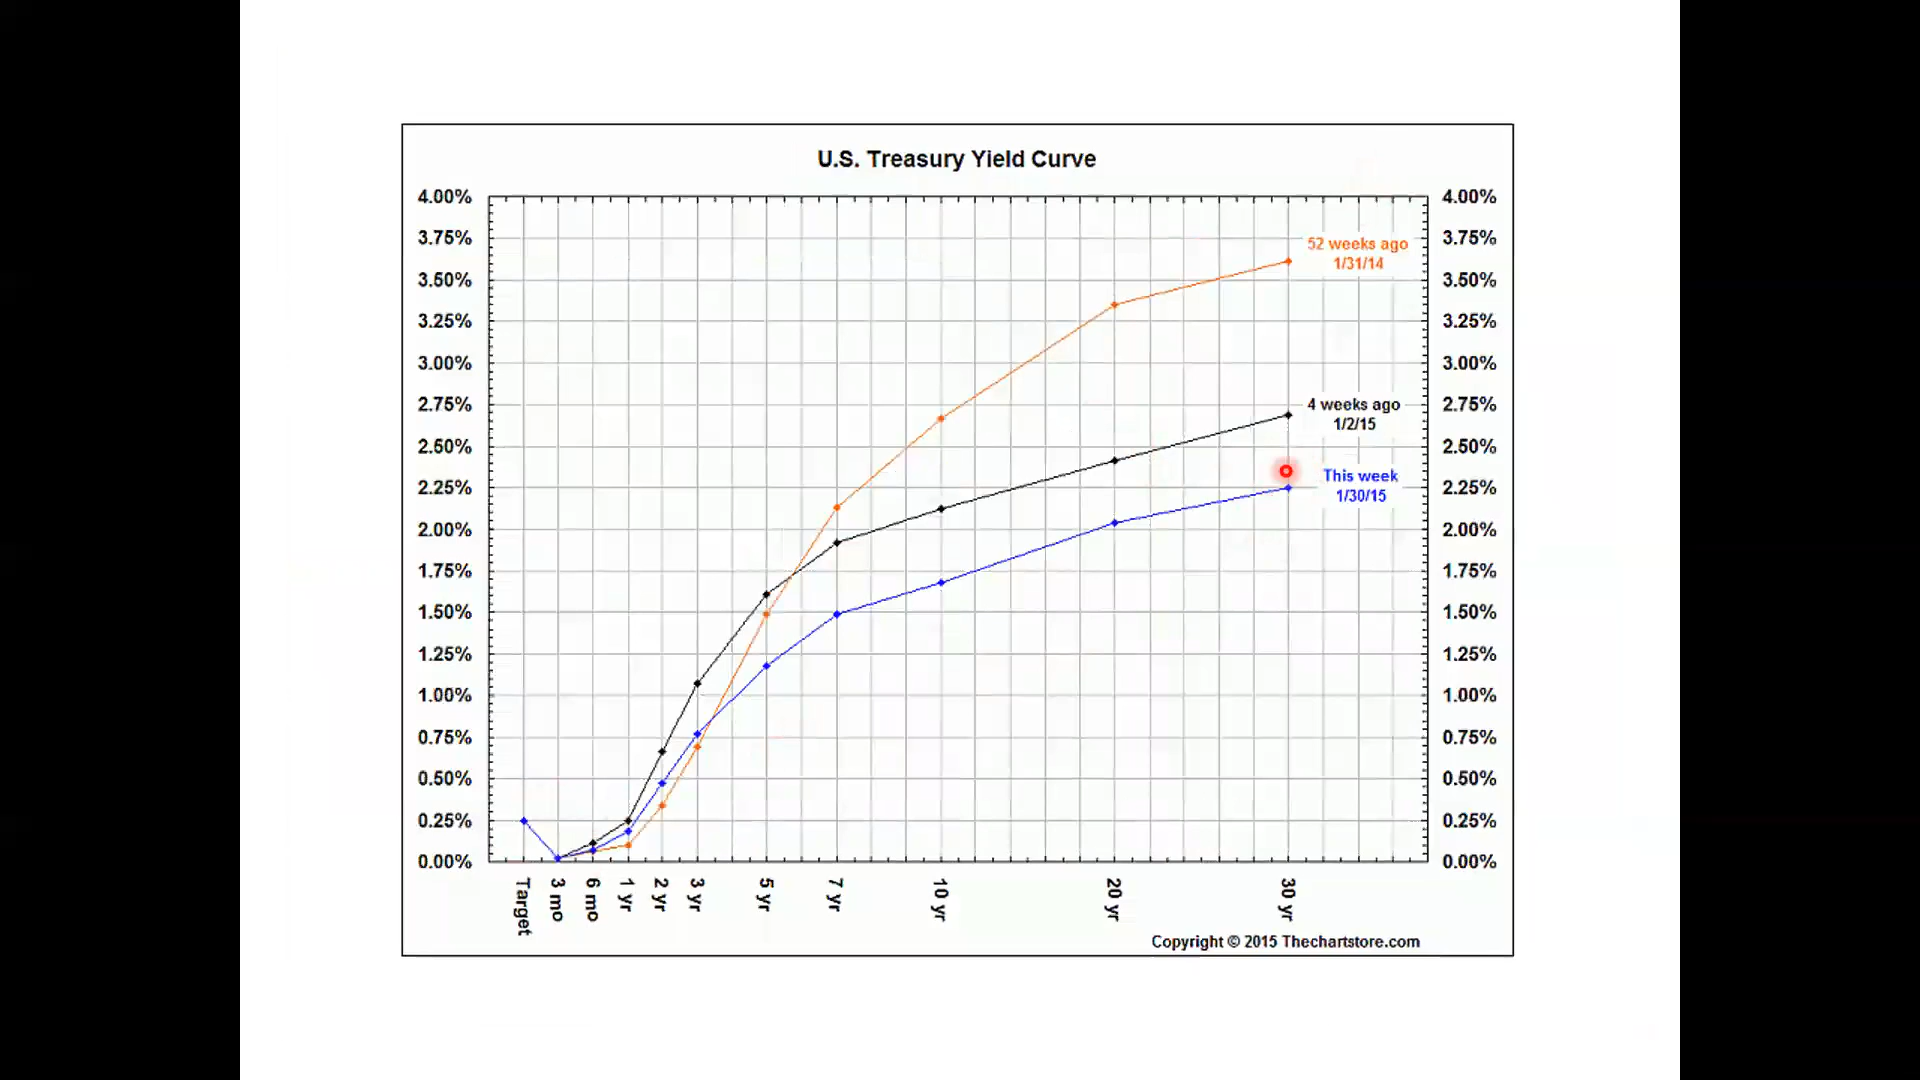 U.S. Treasury Yield Curve
4.00% 4.00%
3.75% 3.75%
52 weeks ago
1/31/14
3.50% 3.50%
3.25% 3.25%
3.00% 3.00%
2.75% 2.75%
4 weeks ago
1/2/15
2.50% 2.50%
This week
1/30/15
2.25% 2.25%
2.00% 2.00%
1.75% 1.75%
1.50% 1.50%
1.25% 1.25%
1.00% 1.00%
0.75% 0.75%
0.50% 0.50%
0.25% 0.25%
0.00% 0.00%
Target
3 mo
6 mo
1 yr
2 yr
3 yr
5 yr
7 yr
10 yr
20 yr
30 yr
Copyright © 2015 Thechartstore.com